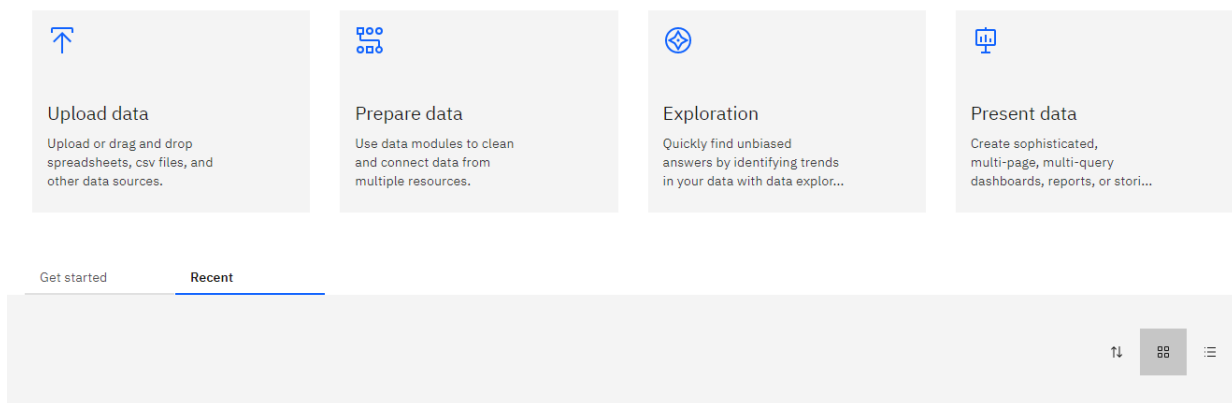 Upload data
Upload or drag and drop
spreadsheets, csv files, and
other data sources.
Prepare data
Use data modules to clean
and connect data from
multiple resources.
Exploration
Quickly find unbiased
answers by identifying trends
in your data with data explor...
Present data
Create sophisticated,
multi-page, multi-query
dashboards, reports, or stori...
Get started
Recent